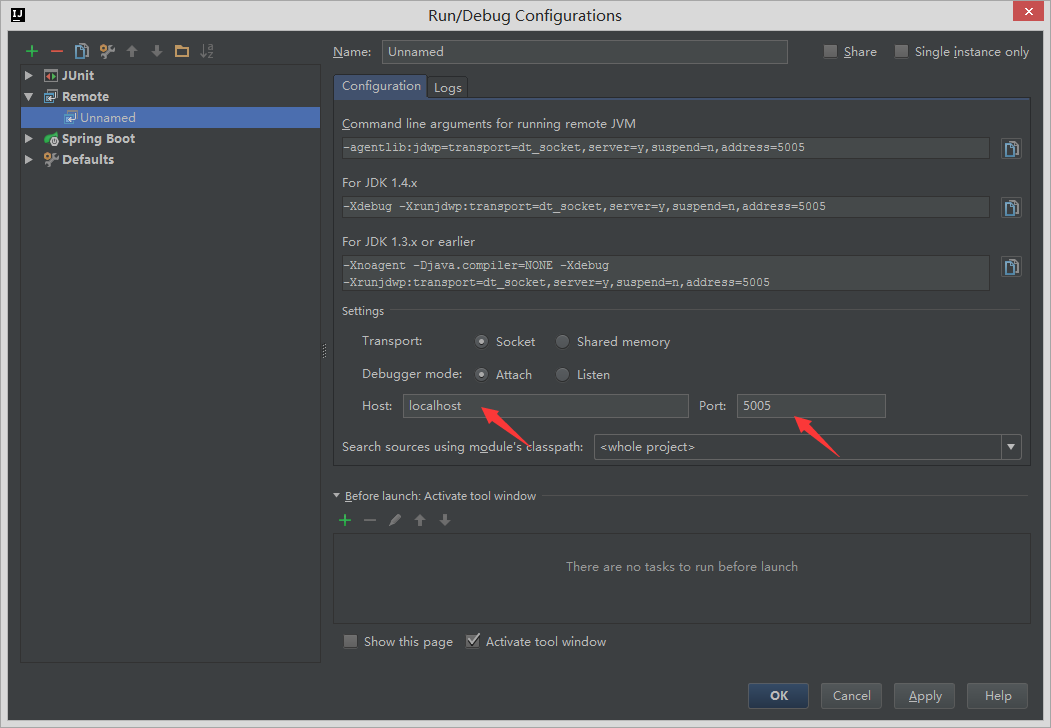 Run/Debug Configurations
JUnit
Remote
Unnamed
Spring Boot
Defaults
Name: Unnamed Share Single instance only
Configuration Logs
Command line arguments for running remote JVM
-agentlib:jdwp=transport=dt_socket,server=y,suspend=n,address=5005
For JDK 1.4.x
-Xdebug -Xrunjdwp:transport=dt_socket,server=y,suspend=n,address=5005
For JDK 1.3.x or earlier
-Xnoagent -Djava.compiler=NONE -Xdebug
-Xrunjdwp:transport=dt_socket,server=y,suspend=n,address=5005
Settings
Transport: Socket Shared memory
Debugger mode: Attach Listen
Host: localhost Port: 5005
Search sources using module's classpath: <whole project>
Before launch: Activate tool window
There are no tasks to run before launch
Show this page Activate tool window
OK Cancel Apply Help